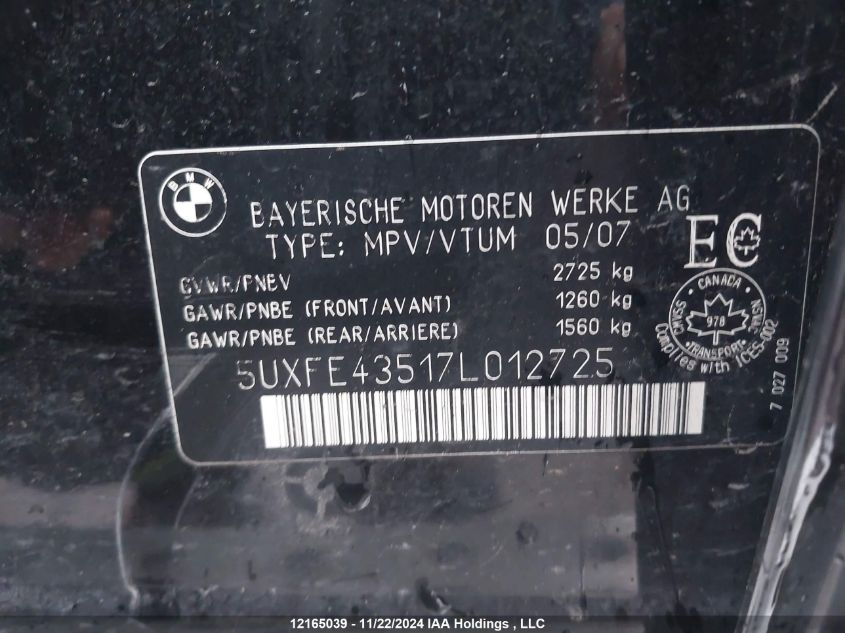 BMW
BAYERISCHE MOTOREN WERKE AG
TYPE: MPV/VTUM 05/07
EC
GVWR/PNBV 2725 kg
GAWR/PNBE (FRONT/AVANT) 1260 kg
GAWR/PNBE (REAR/ARRIERE) 1560 kg
CANADA
CMVSS NSVAC
978
TRANSPORT
Complies with ICES-002
7 027 009
5UXFE43517L012725
12165039 - 11/22/2024 IAA Holdings , LLC